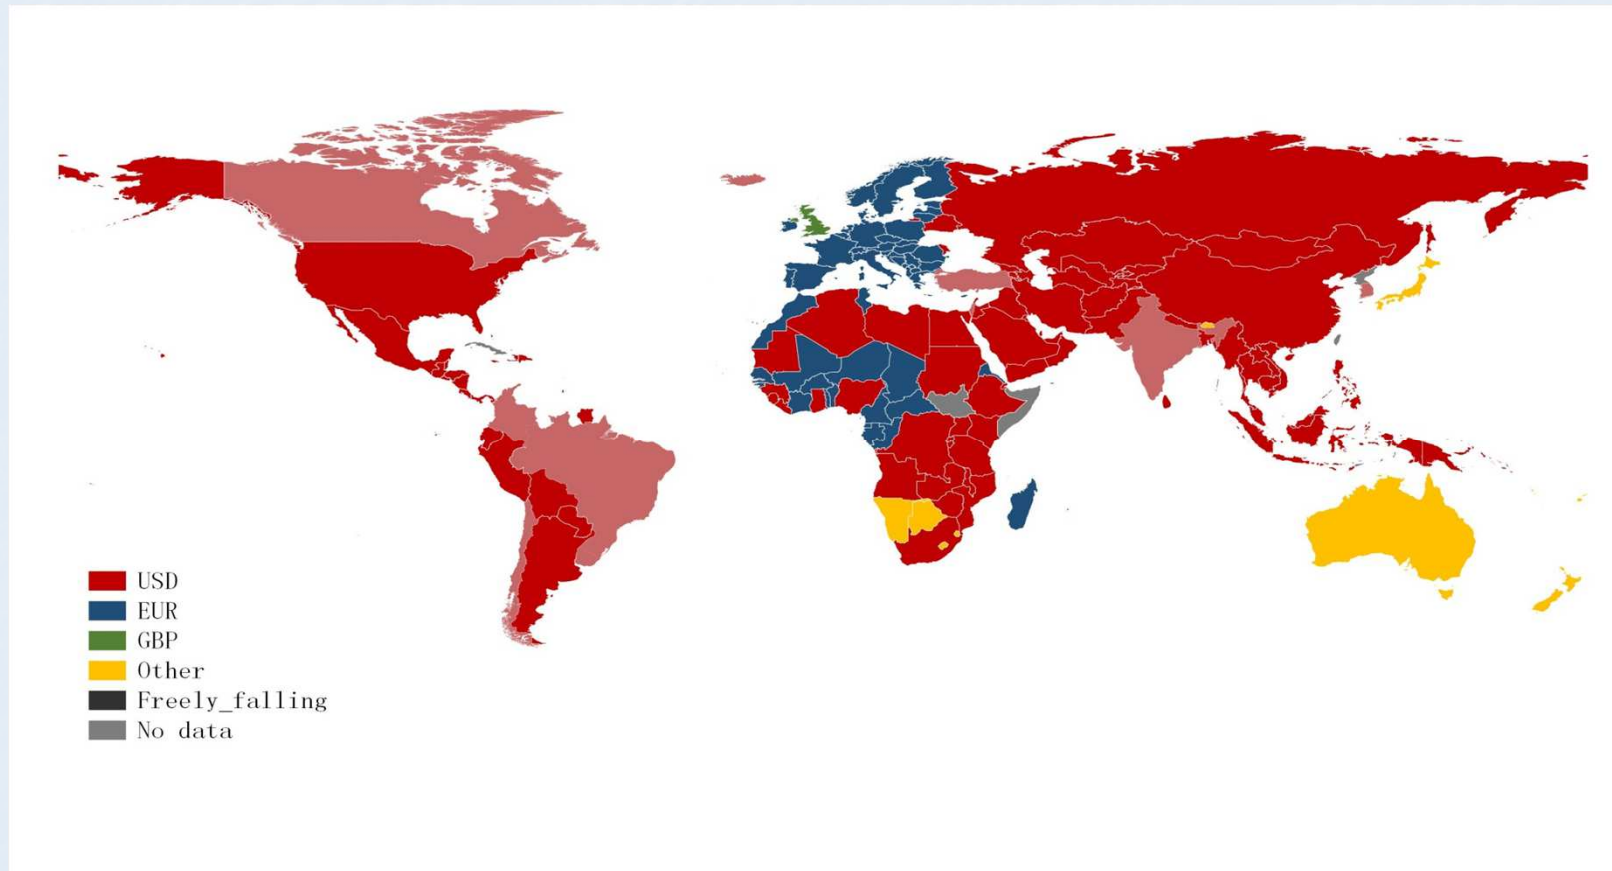 USD
EUR
GBP
Other
Freely_falling
No data